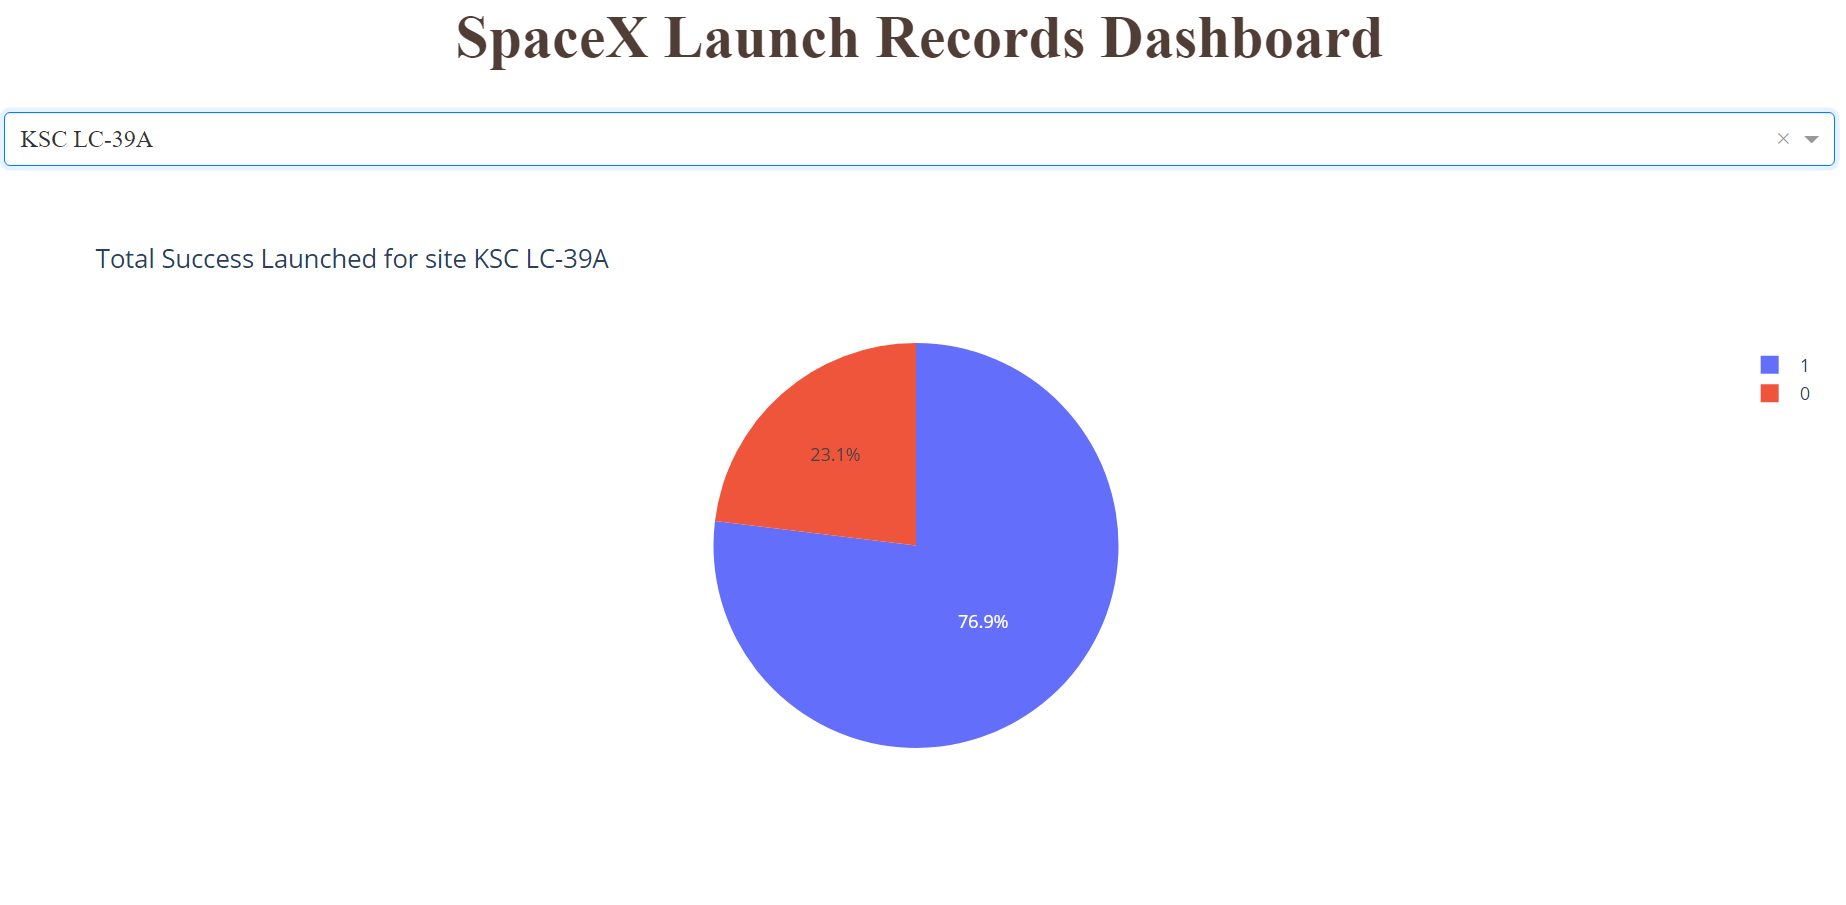 SpaceX Launch Records Dashboard
KSC LC-39A
Total Success Launched for site KSC LC-39A
1
0
23.1%
76.9%